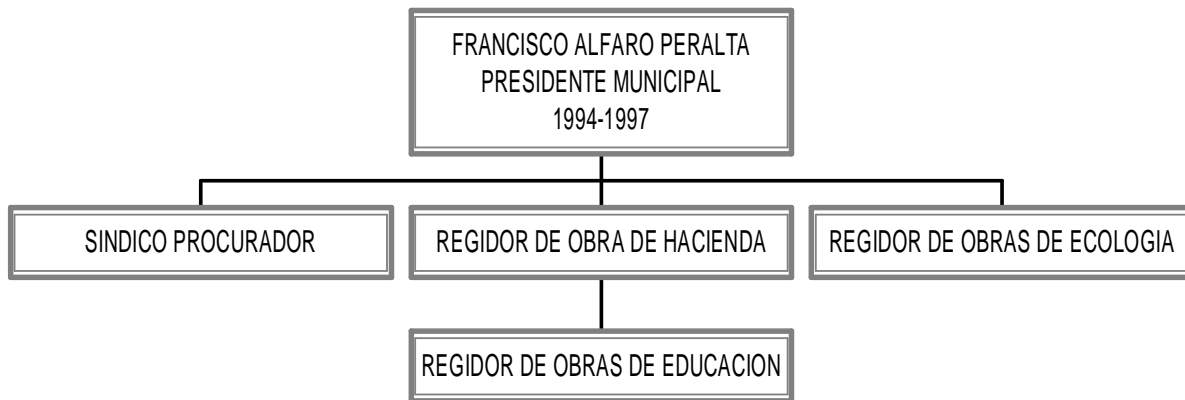 FRANCISCO ALFARO PERALTA
PRESIDENTE MUNICIPAL
1994-1997
SINDICO PROCURADOR
REGIDOR DE OBRA DE HACIENDA
REGIDOR DE OBRAS DE ECOLOGIA
REGIDOR DE OBRAS DE EDUCACION